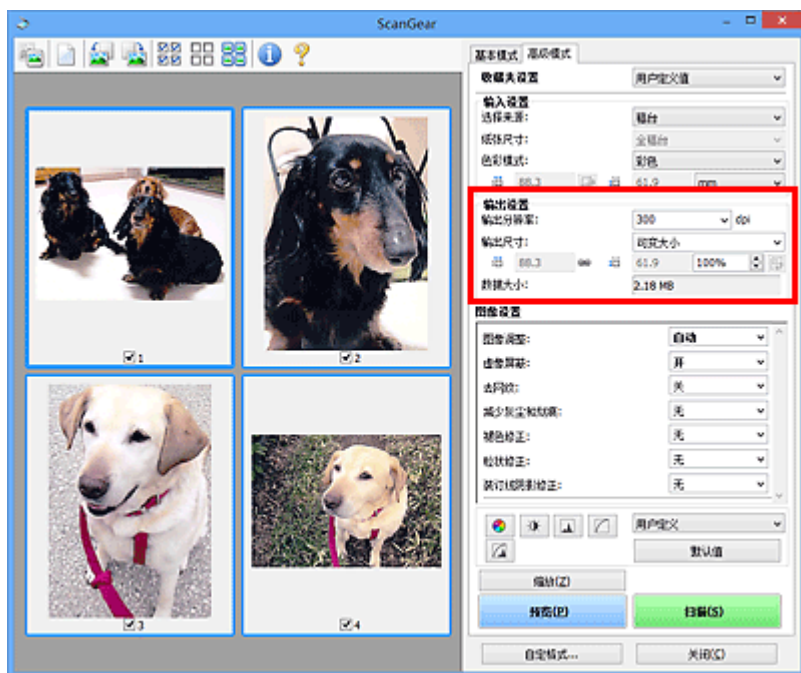 ScanGear
基本模式 高级模式
收藏夹设置 用户定义值
输入设置
选择来源: 稿台
纸张尺寸: 全稿台
色彩模式: 彩色
88.3 61.9 mm
输出设置
输出分辨率: 300 dpi
输出尺寸: 可变大小
88.3 61.9 100%
数据大小: 2.18 MB
图像设置
图像调整: 自动
虚像屏蔽: 开
去网纹: 关
减少灰尘和划痕: 无
褪色修正: 无
粒状修正: 无
装订线阴影修正: 无
用户定义
默认值
缩放(Z)
预览(P) 扫描(S)
自定模式... 关闭(C)
1
2
3
4